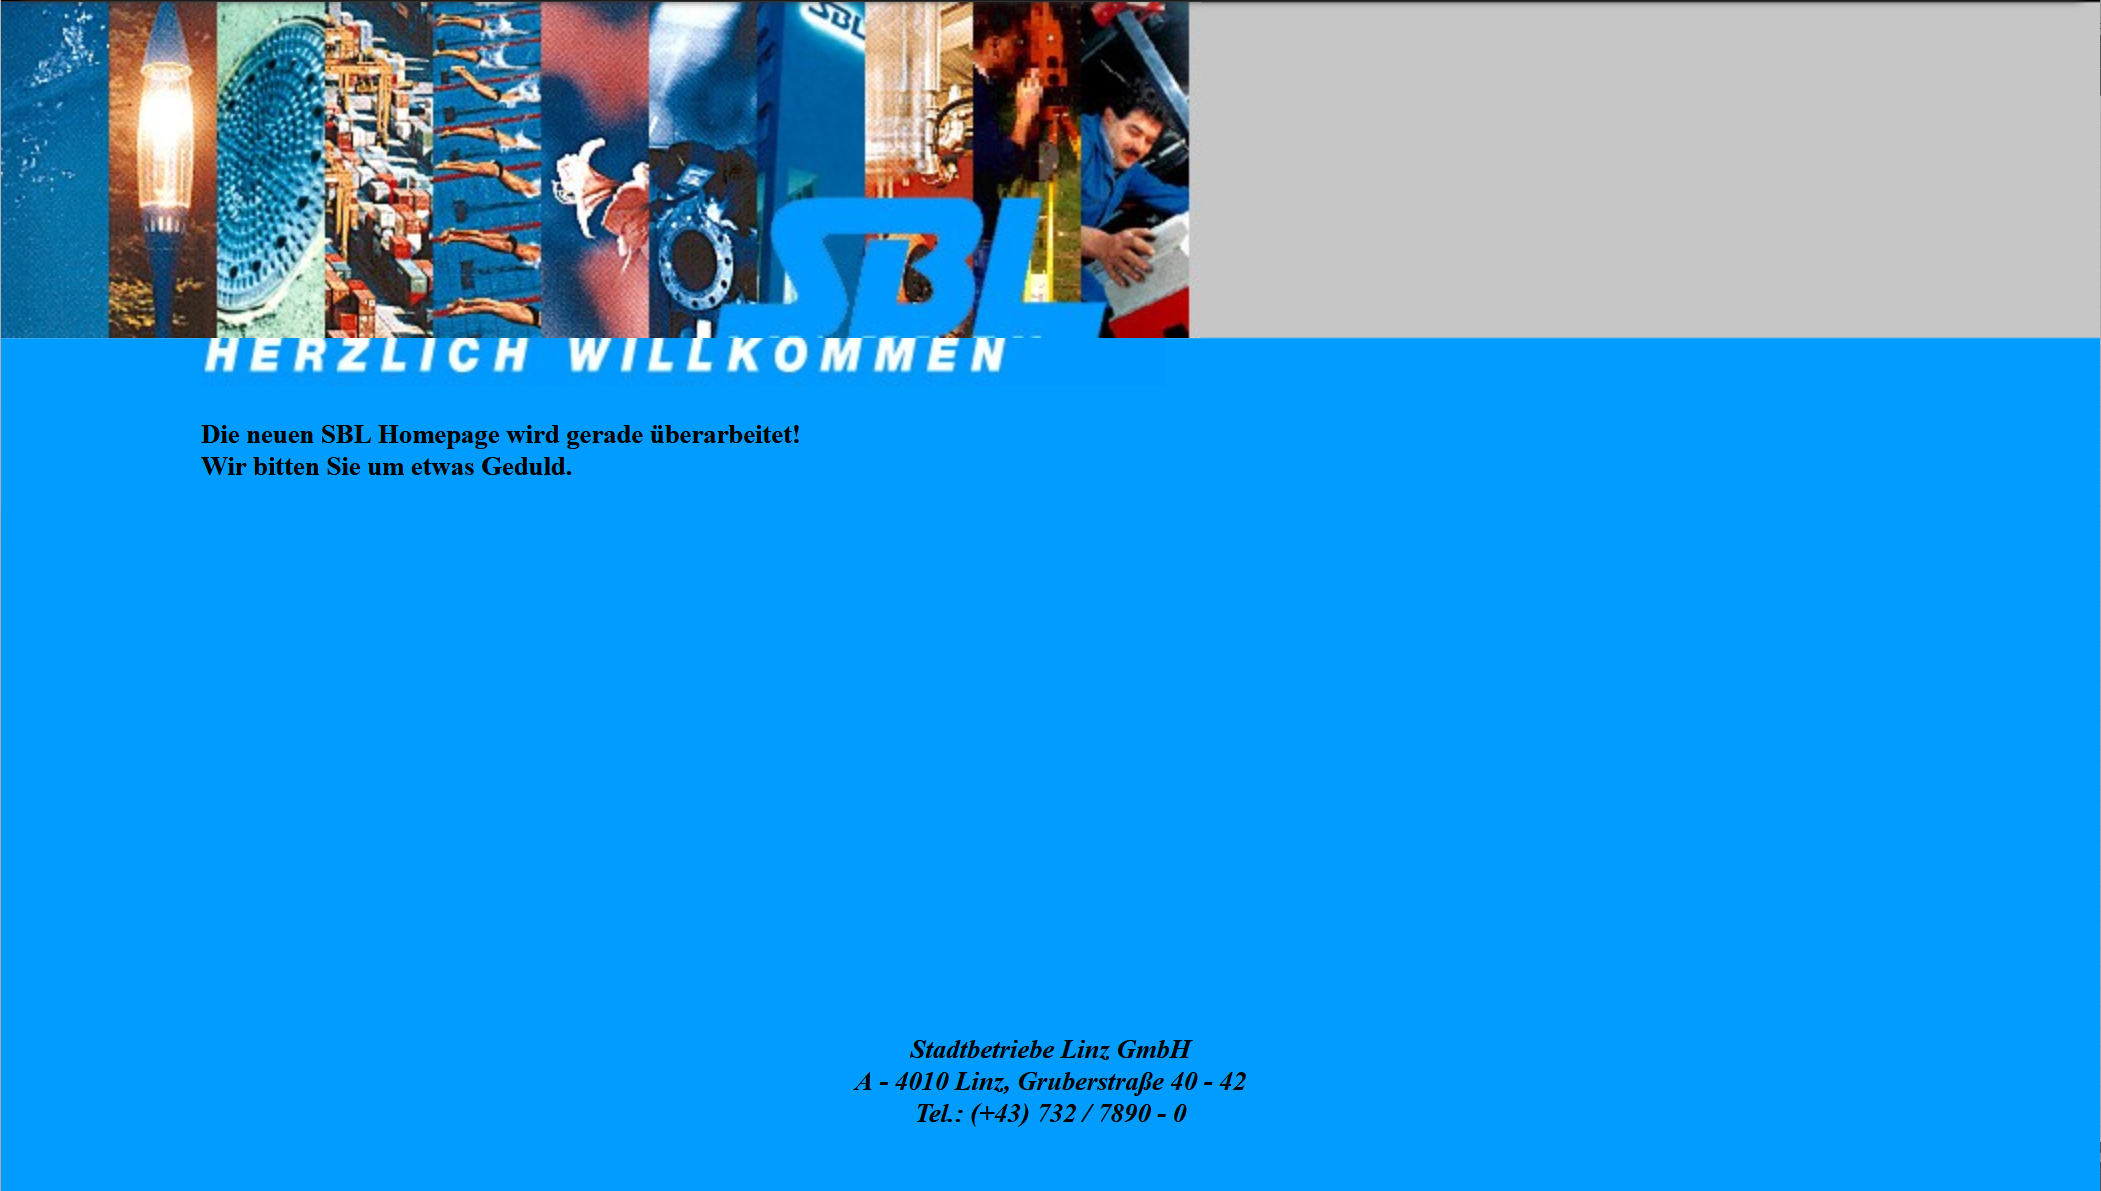 SBL
SBL
HERZLICH WILLKOMMEN
Die neuen SBL Homepage wird gerade überarbeitet!
Wir bitten Sie um etwas Geduld.
Stadtbetriebe Linz GmbH
A - 4010 Linz, Gruberstraße 40 - 42
Tel.: (+43) 732 / 7890 - 0